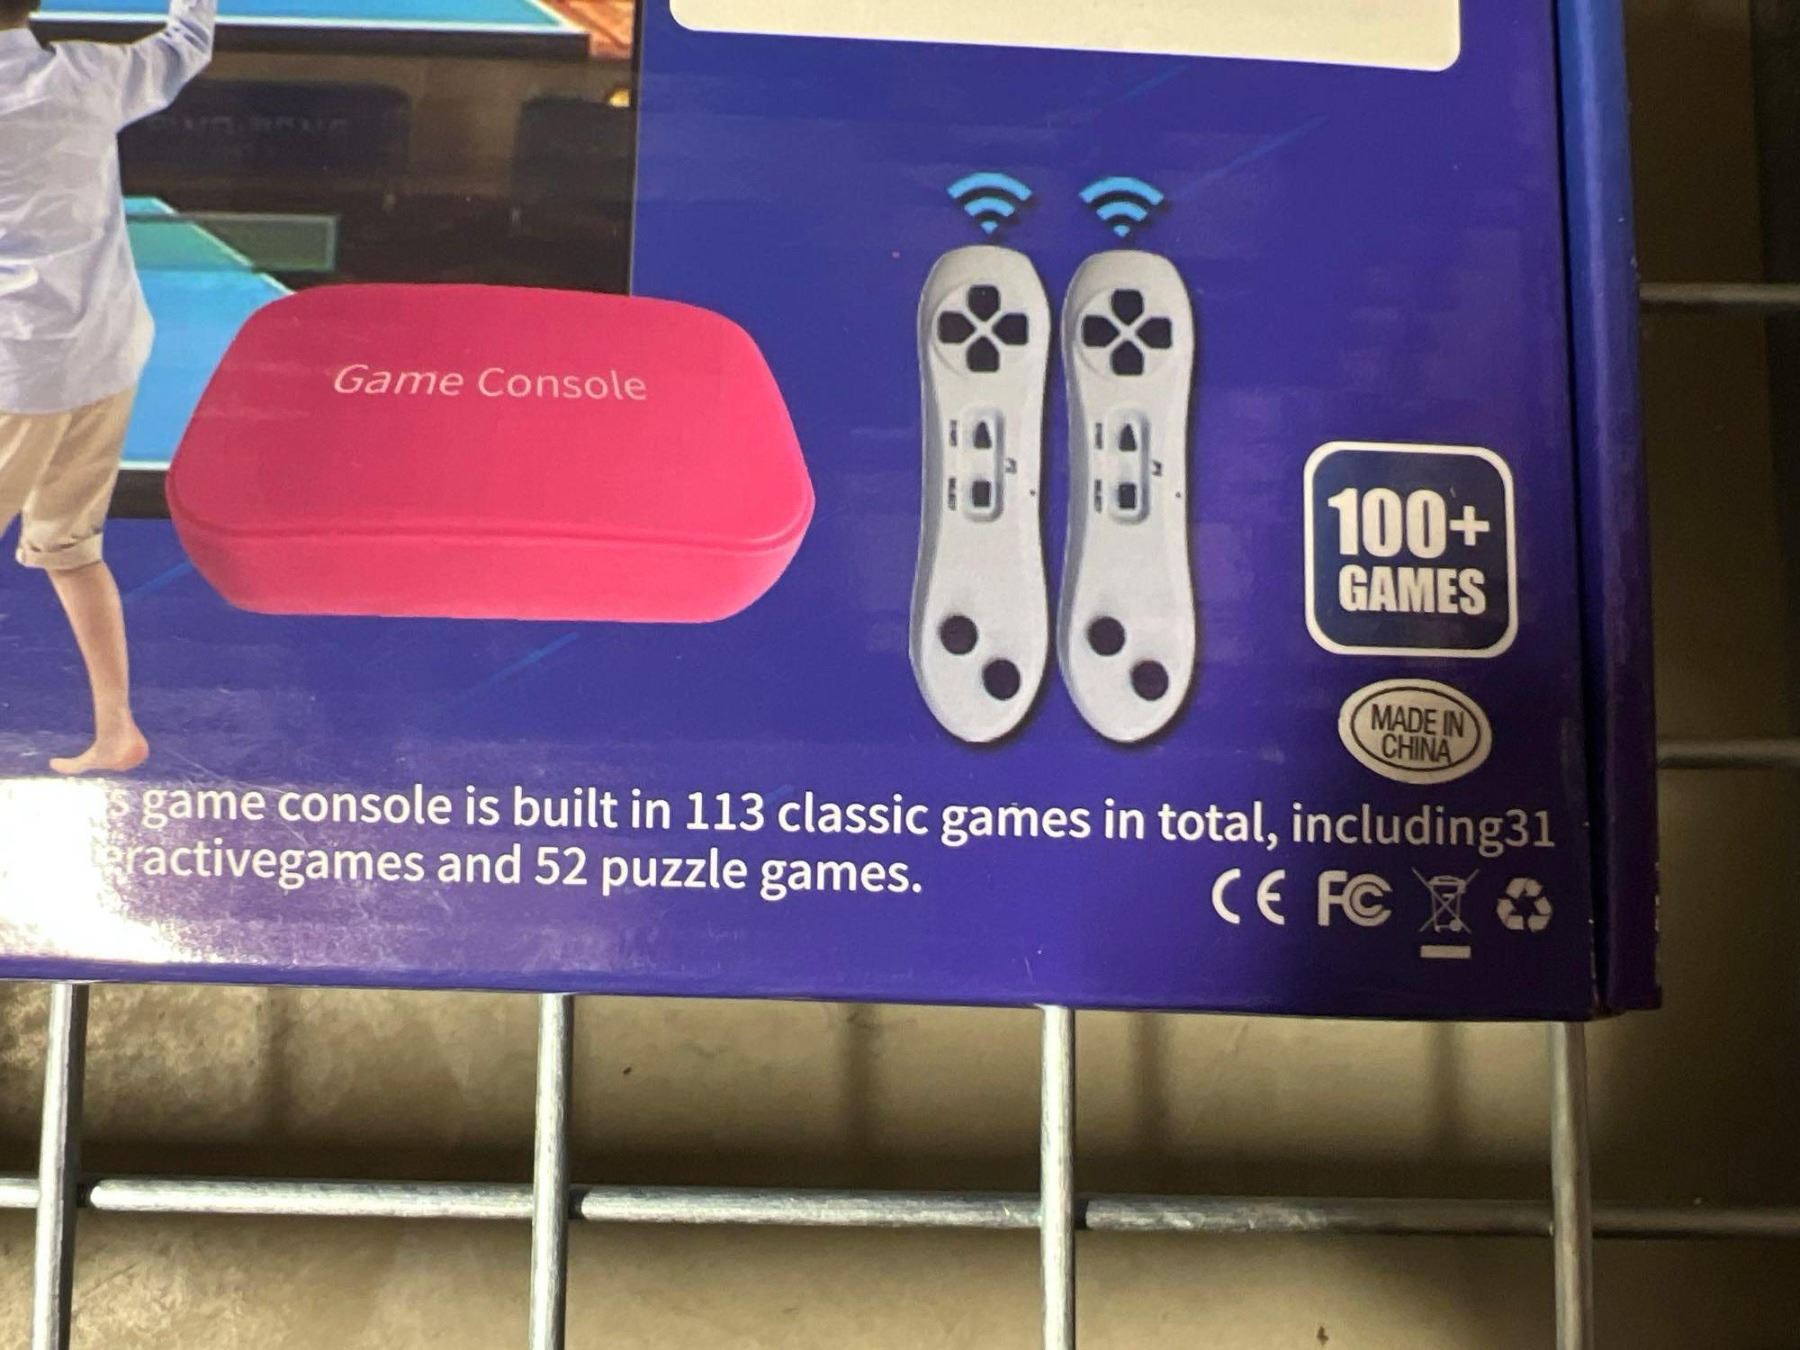 Game Console
100+
GAMES
MADE IN
CHINA
game console is built in 113 classic games in total, including31
ractivegames and 52 puzzle games.
CE FC